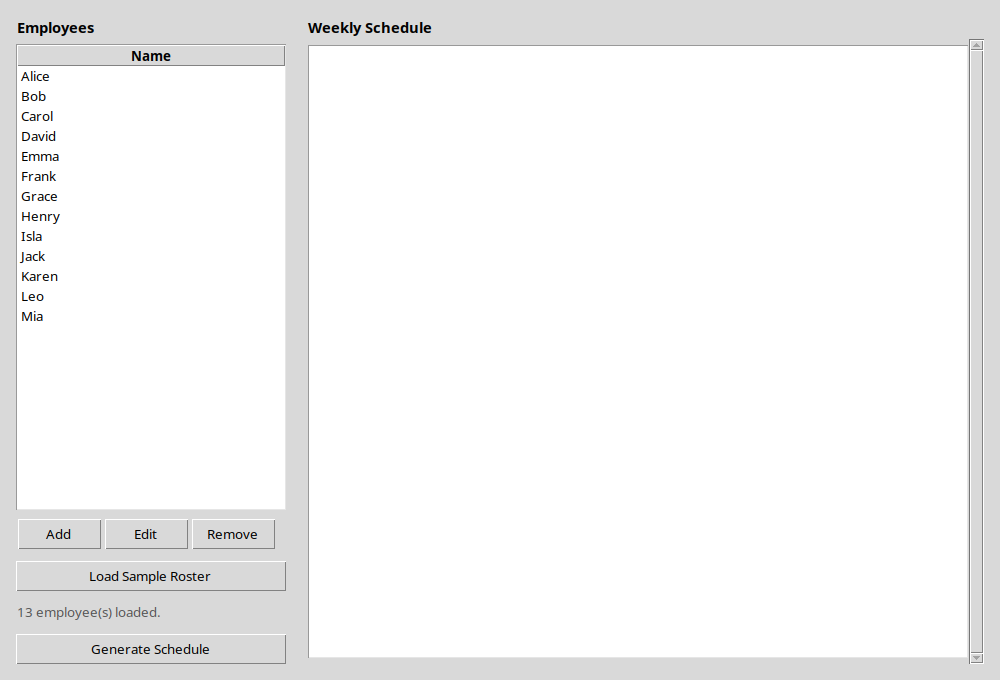 Employees
Name
Alice
Bob
Carol
David
Emma
Frank
Grace
Henry
Isla
Jack
Karen
Leo
Mia
Add Edit Remove
Load Sample Roster
13 employee(s) loaded.
Generate Schedule
Weekly Schedule